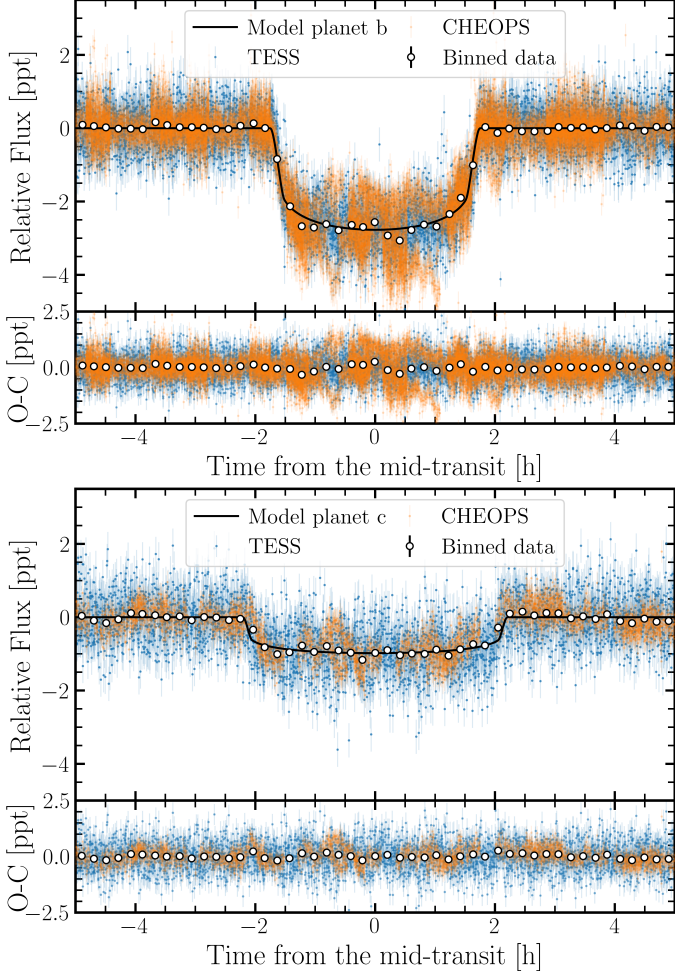 Model planet b
CHEOPS
TESS
Binned data
2
0
−2
−4
Relative Flux [ppt]
2.5
0.0
−2.5
O-C [ppt]
−4
−2
0
2
4
Time from the mid-transit [h]
Model planet c
CHEOPS
TESS
Binned data
2
0
−2
−4
Relative Flux [ppt]
2.5
0.0
−2.5
O-C [ppt]
−4
−2
0
2
4
Time from the mid-transit [h]